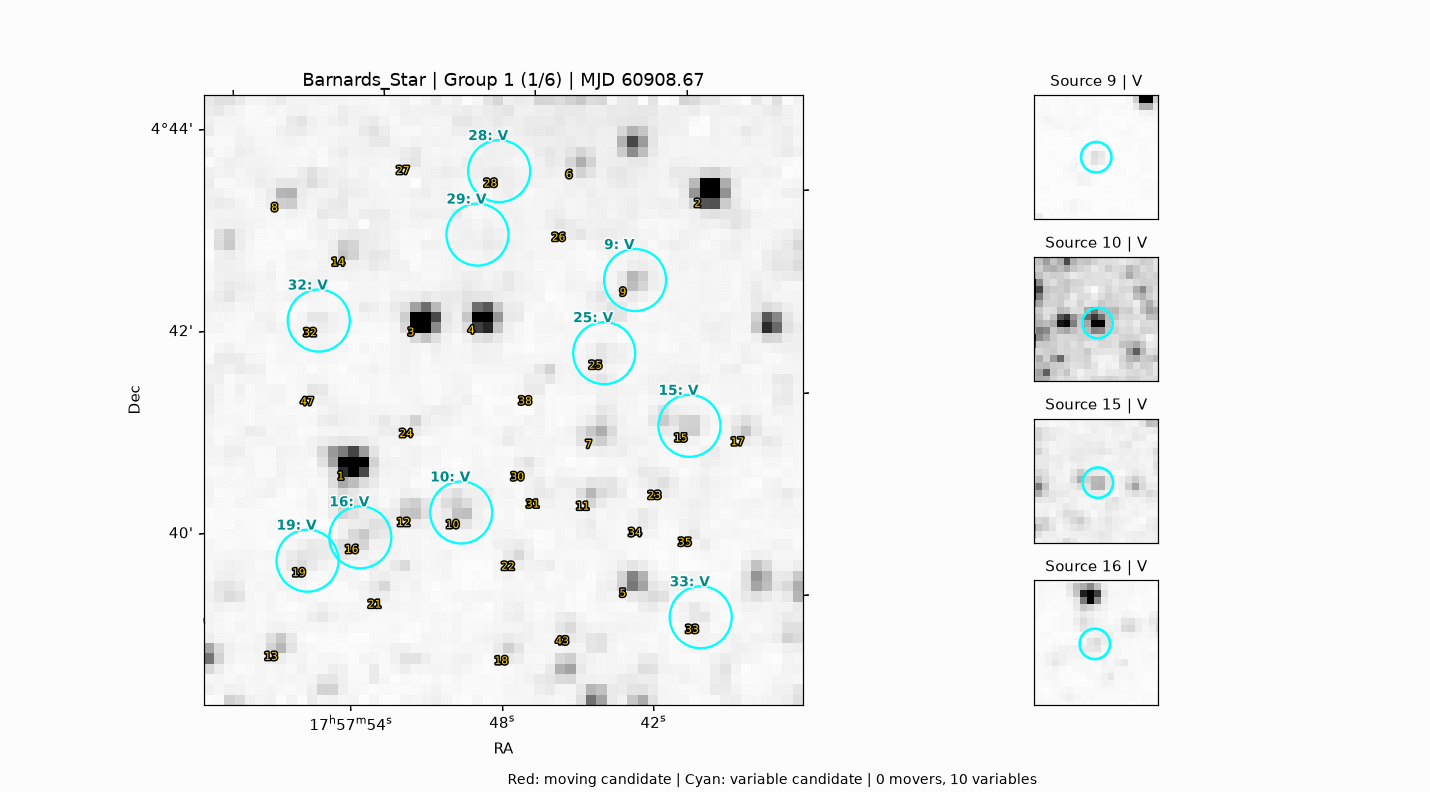 Barnards_Star | Group 1 (1/6) | MJD 60908.67
Source 9 | V
4°44'
28: V
27
6
28
2
29: V
8
26
9: V
Source 10 | V
14
32: V
9
25: V
42'
32
3
4
25
15: V
Dec
47
38
Source 15 | V
24
7
15
17
1
10: V
30
23
16: V
31
11
12
10
19: V
40'
34
35
16
22
Source 16 | V
19
33: V
5
21
33
43
13
18
17ʰ57ᵐ54ˢ
48ˢ
42ˢ
RA
Red: moving candidate | Cyan: variable candidate | 0 movers, 10 variables